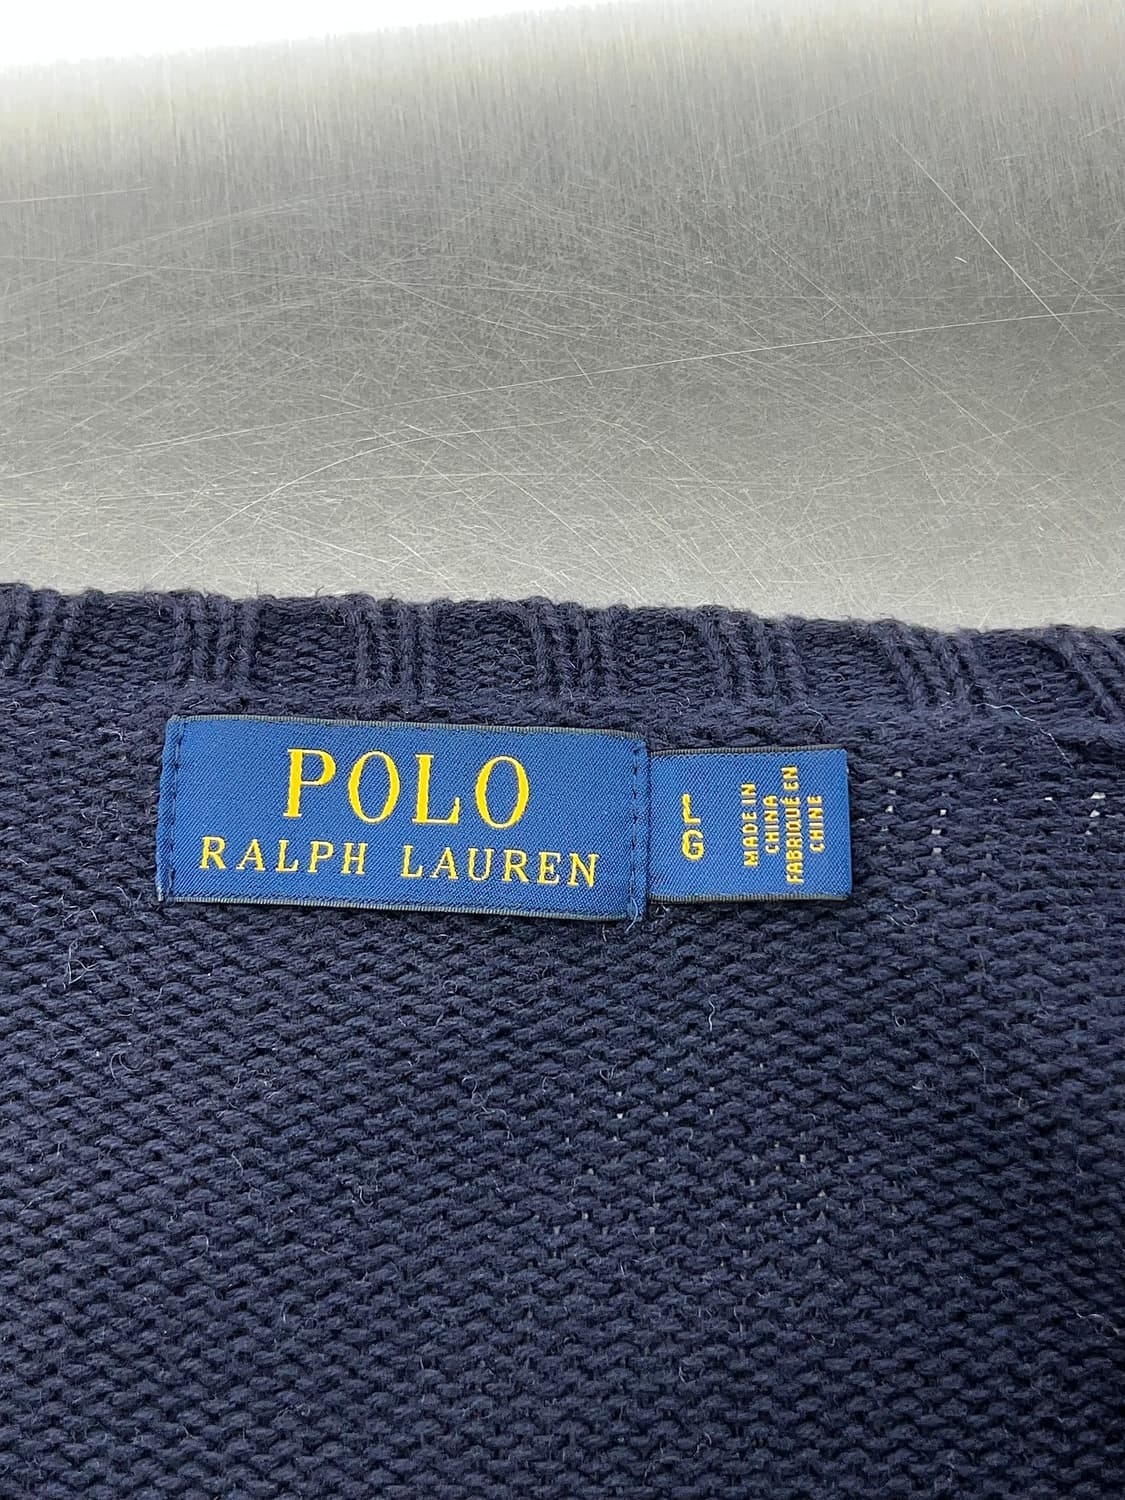 POLO
RALPH LAUREN
L
G
MADE IN
CHINA
FABRIQUÉ EN
CHINE